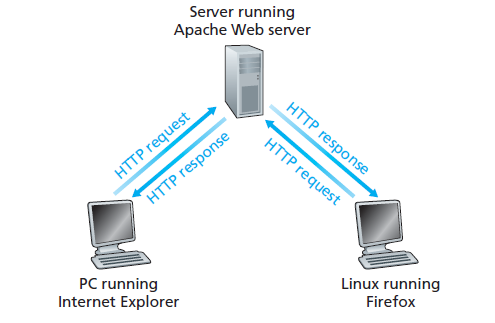 Server running
Apache Web server
HTTP request
HTTP response
HTTP response
HTTP request
PC running
Internet Explorer
Linux running
Firefox